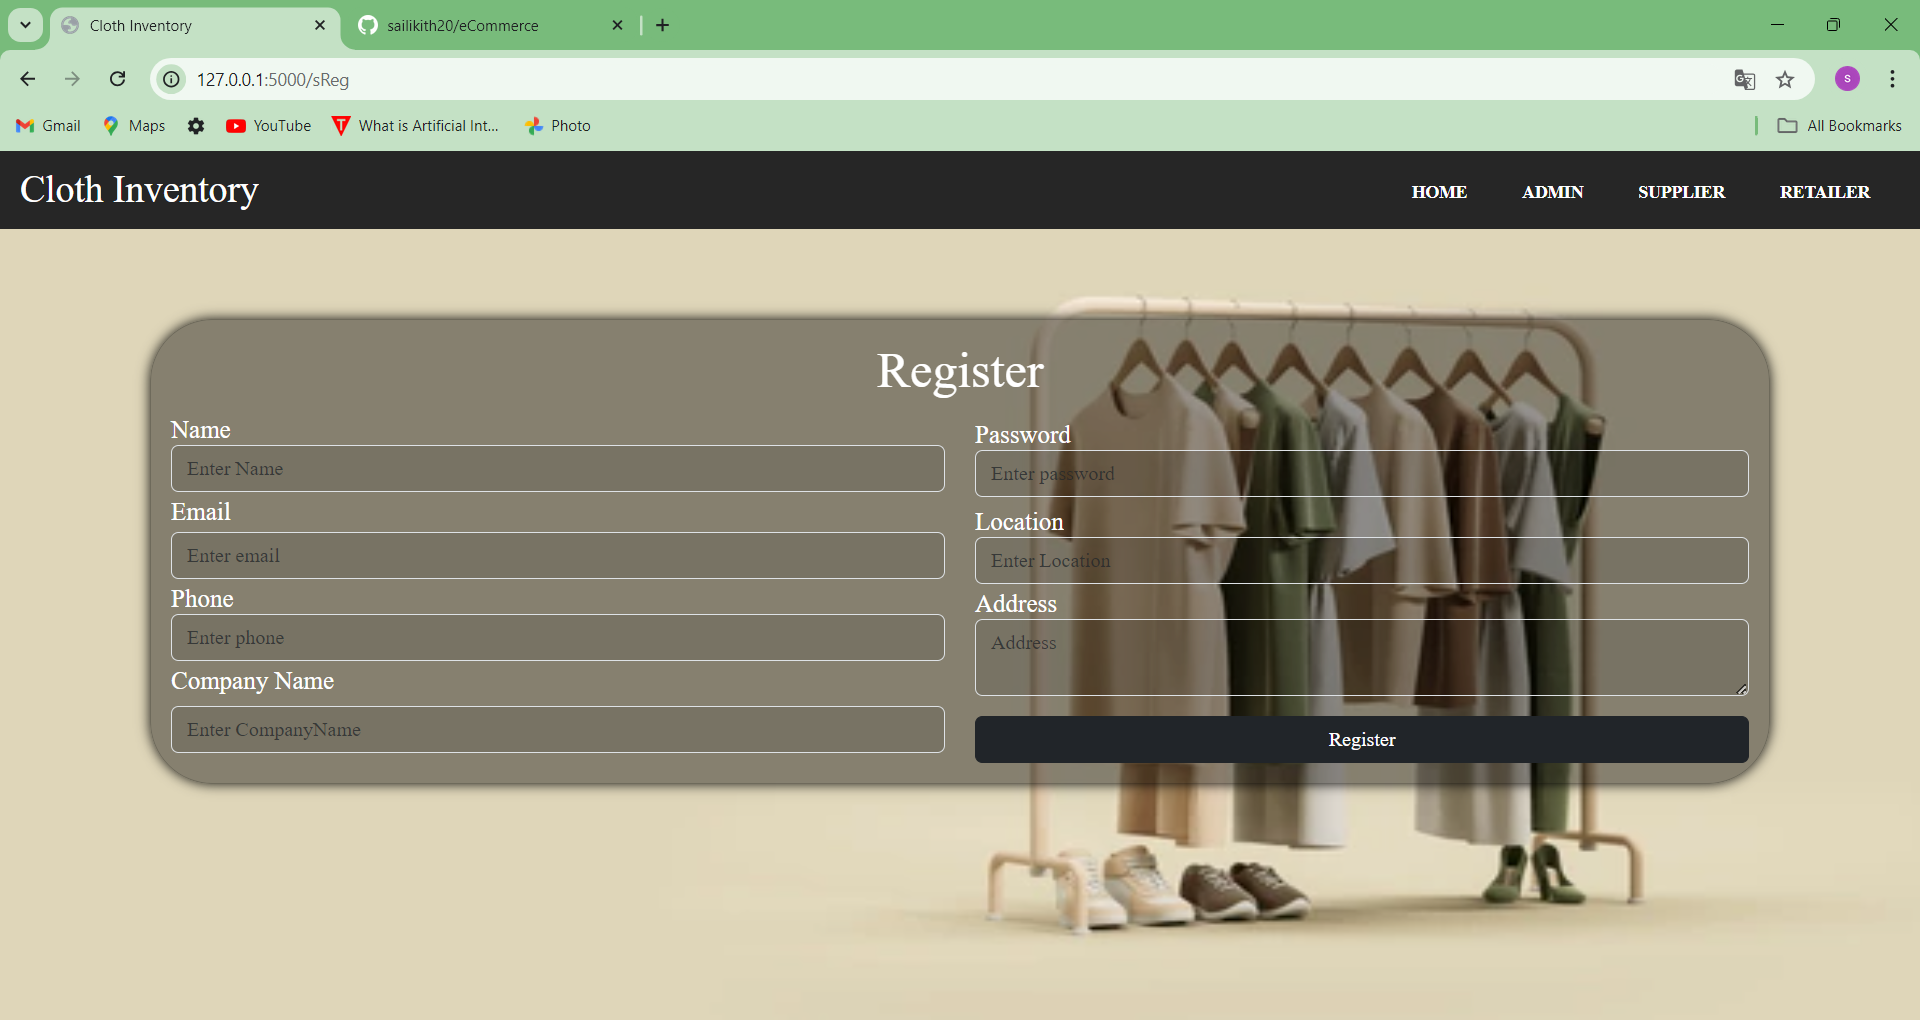 Cloth Inventory
sailikith20/eCommerce
127.0.0.1:5000/sReg
S
Gmail
Maps
YouTube
What is Artificial Int...
Photo
All Bookmarks
Cloth Inventory
HOME
ADMIN
SUPPLIER
RETAILER
Register
Name
Enter Name
Email
Enter email
Phone
Enter phone
Company Name
Enter CompanyName
Password
Enter password
Location
Enter Location
Address
Address
Register